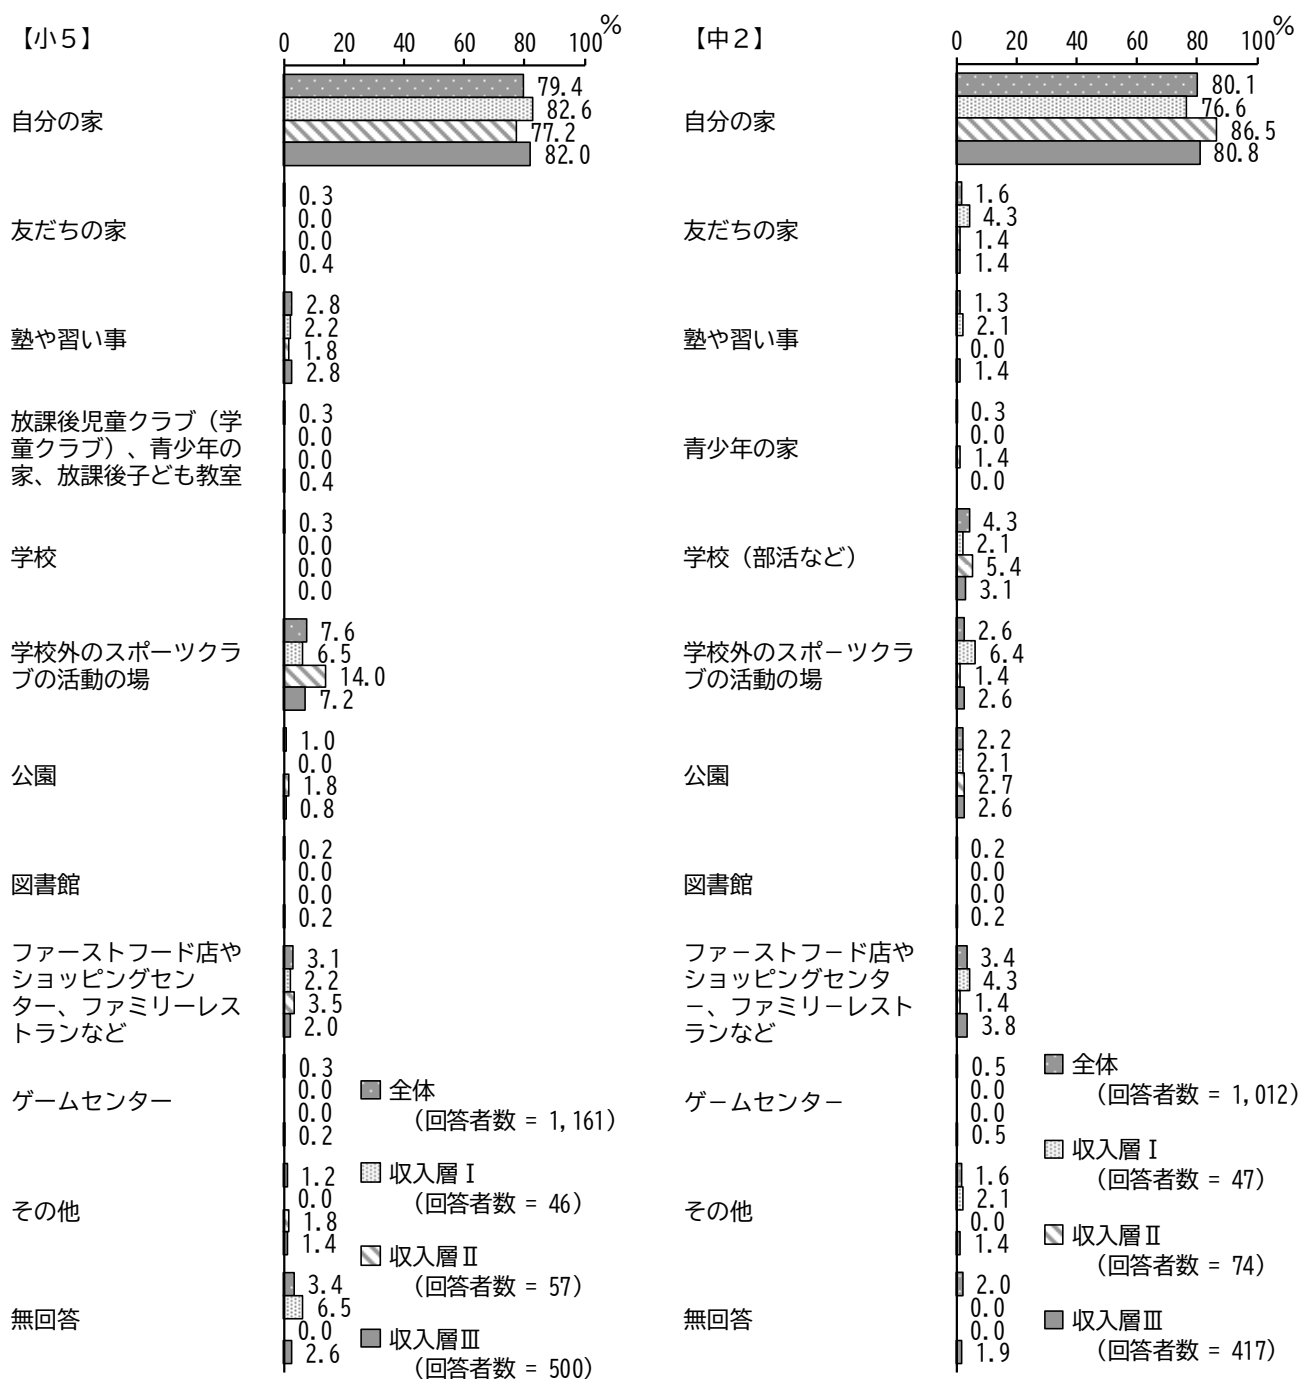 【小５】
0 20 40 60 80 100 %
自分の家
79.4
82.6
77.2
82.0
友だちの家
0.3
0.0
0.0
0.4
塾や習い事
2.8
2.2
1.8
2.8
放課後児童クラブ（学
童クラブ）、青少年の
家、放課後子ども教室
0.3
0.0
0.0
0.4
学校
0.3
0.0
0.0
0.0
学校外のスポーツクラ
ブの活動の場
7.6
6.5
14.0
7.2
公園
1.0
0.0
1.8
0.8
図書館
0.2
0.0
0.0
0.2
ファーストフード店や
ショッピングセン
ター、ファミリーレス
トランなど
3.1
2.2
3.5
2.0
ゲームセンター
0.3
0.0
0.0
0.2
その他
1.2
0.0
1.8
1.4
無回答
3.4
6.5
0.0
2.6
全体
（回答者数 = 1,161）
収入層Ⅰ
（回答者数 = 46）
収入層Ⅱ
（回答者数 = 57）
収入層Ⅲ
（回答者数 = 500）
【中２】
0 20 40 60 80 100 %
自分の家
80.1
76.6
86.5
80.8
友だちの家
1.6
4.3
1.4
1.4
塾や習い事
1.3
2.1
0.0
1.4
青少年の家
0.3
0.0
1.4
0.0
学校（部活など）
4.3
2.1
5.4
3.1
学校外のスポーツクラ
ブの活動の場
2.6
6.4
1.4
2.6
公園
2.2
2.1
2.7
2.6
図書館
0.2
0.0
0.0
0.2
ファーストフード店や
ショッピングセンタ
ー、ファミリーレスト
ランなど
3.4
4.3
1.4
3.8
ゲームセンター
0.5
0.0
0.0
0.5
その他
1.6
2.1
0.0
1.4
無回答
2.0
0.0
0.0
1.9
全体
（回答者数 = 1,012）
収入層Ⅰ
（回答者数 = 47）
収入層Ⅱ
（回答者数 = 74）
収入層Ⅲ
（回答者数 = 417）